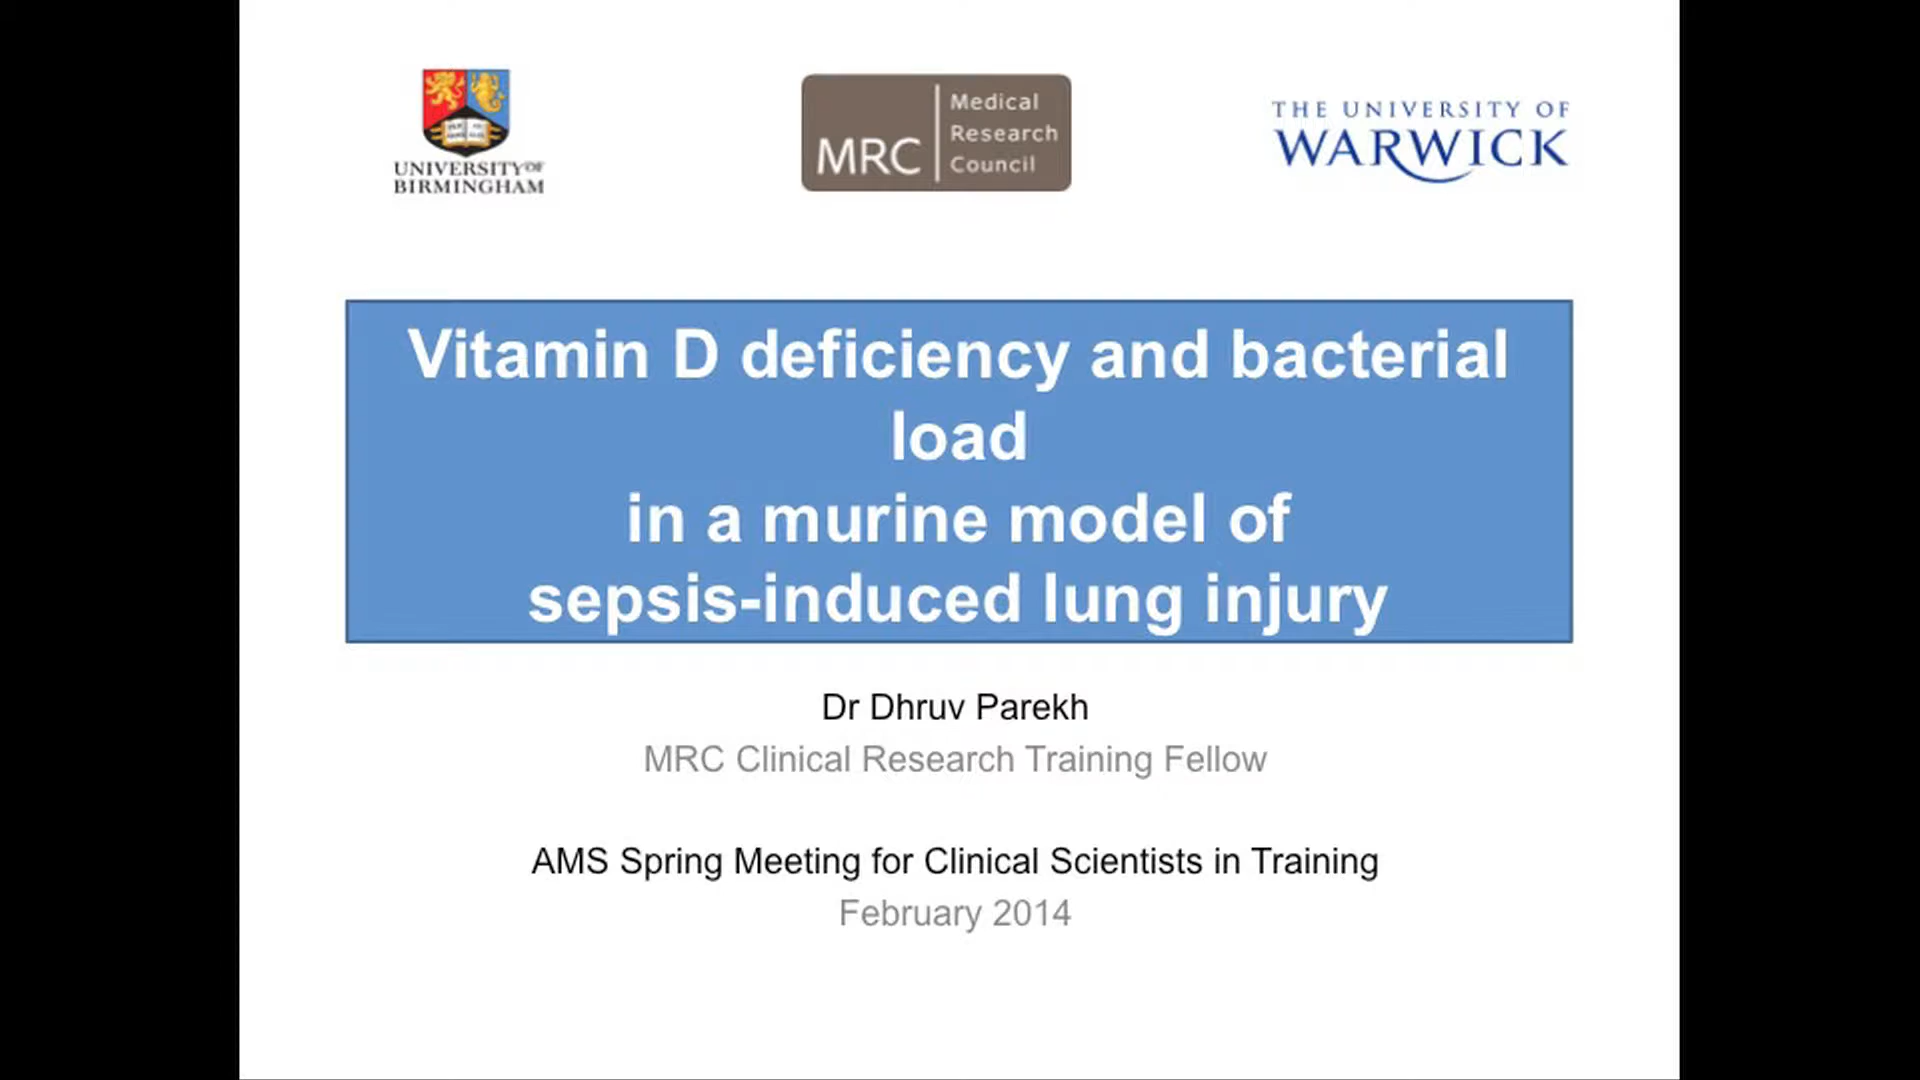 UNIVERSITY OF
BIRMINGHAM
MRC
Medical
Research
Council
THE UNIVERSITY OF
WARWICK
Vitamin D deficiency and bacterial
load
in a murine model of
sepsis-induced lung injury
Dr Dhruv Parekh
MRC Clinical Research Training Fellow
AMS Spring Meeting for Clinical Scientists in Training
February 2014